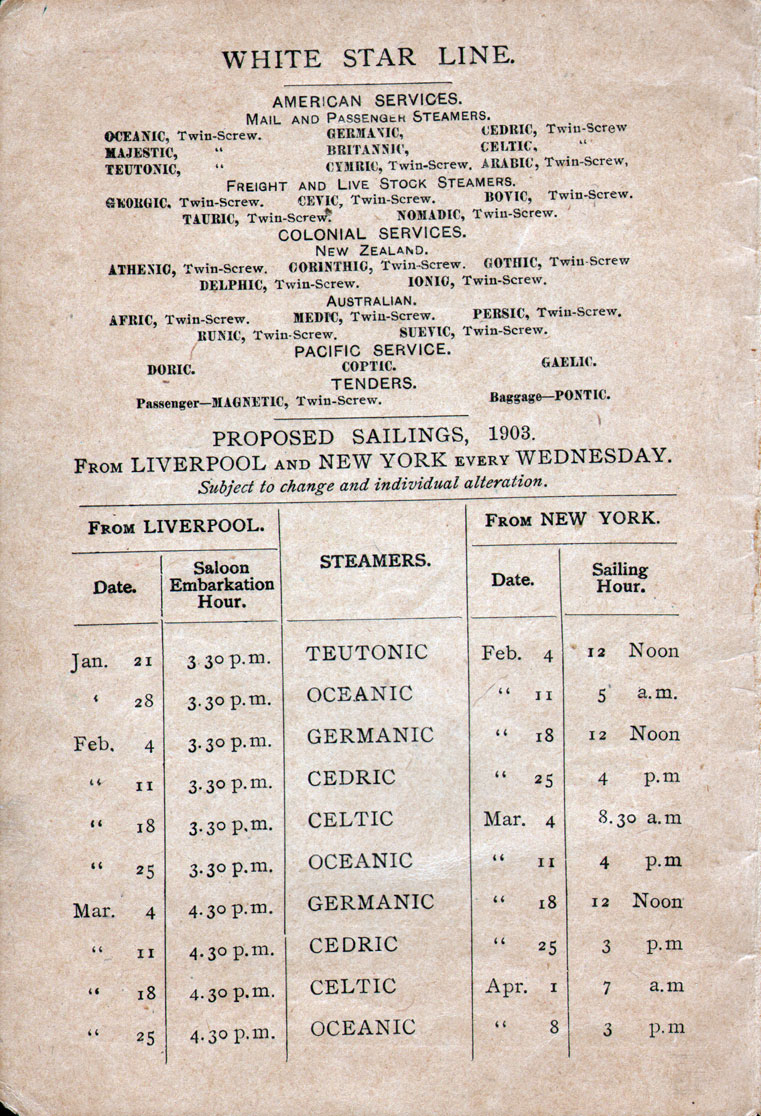 WHITE STAR LINE.
AMERICAN SERVICES.
MAIL AND PASSENGER STEAMERS.
OCEANIC, Twin-Screw. GERMANIC, CEDRIC, Twin-Screw
MAJESTIC, “ BRITANNIC, CELTIC, “
TEUTONIC, “ CYMRIC, Twin-Screw. ARABIC, Twin-Screw,
FREIGHT AND LIVE STOCK STEAMERS.
GEORGIC, Twin-Screw. CEVIC, Twin-Screw. BOVIC, Twin-Screw.
TAURIC, Twin-Screw. NOMADIC, Twin-Screw.
COLONIAL SERVICES.
NEW ZEALAND.
ATHENIC, Twin-Screw. CORINTHIC, Twin-Screw. GOTHIC, Twin-Screw
DELPHIC, Twin-Screw. IONIC, Twin-Screw.
AUSTRALIAN.
AFRIC, Twin-Screw. MEDIC, Twin-Screw. PERSIC, Twin-Screw.
RUNIC, Twin-Screw. SUEVIC, Twin-Screw.
PACIFIC SERVICE.
DORIC. COPTIC. GAELIC.
TENDERS.
Passenger—MAGNETIC, Twin-Screw. Baggage—PONTIC.
PROPOSED SAILINGS, 1903.
FROM LIVERPOOL AND NEW YORK EVERY WEDNESDAY.
Subject to change and individual alteration.
FROM LIVERPOOL. STEAMERS. FROM NEW YORK.
Date. Saloon Embarkation Hour. Date. Sailing Hour.
Jan. 21 3 30 p.m. TEUTONIC Feb. 4 12 Noon
‘ 28 3.30 p.m. OCEANIC “ 11 5 a.m.
Feb. 4 3.30 p.m. GERMANIC “ 18 12 Noon
“ 11 3.30 p.m. CEDRIC “ 25 4 p.m
“ 18 3.30 p.m. CELTIC Mar. 4 8.30 a.m
“ 25 3.30 p.m. OCEANIC “ 11 4 p.m
Mar. 4 4.30 p.m. GERMANIC “ 18 12 Noon
“ 11 4.30 p.m. CEDRIC “ 25 3 p.m
“ 18 4.30 p.m. CELTIC Apr. 1 7 a.m
“ 25 4.30 p.m. OCEANIC “ 8 3 p.m